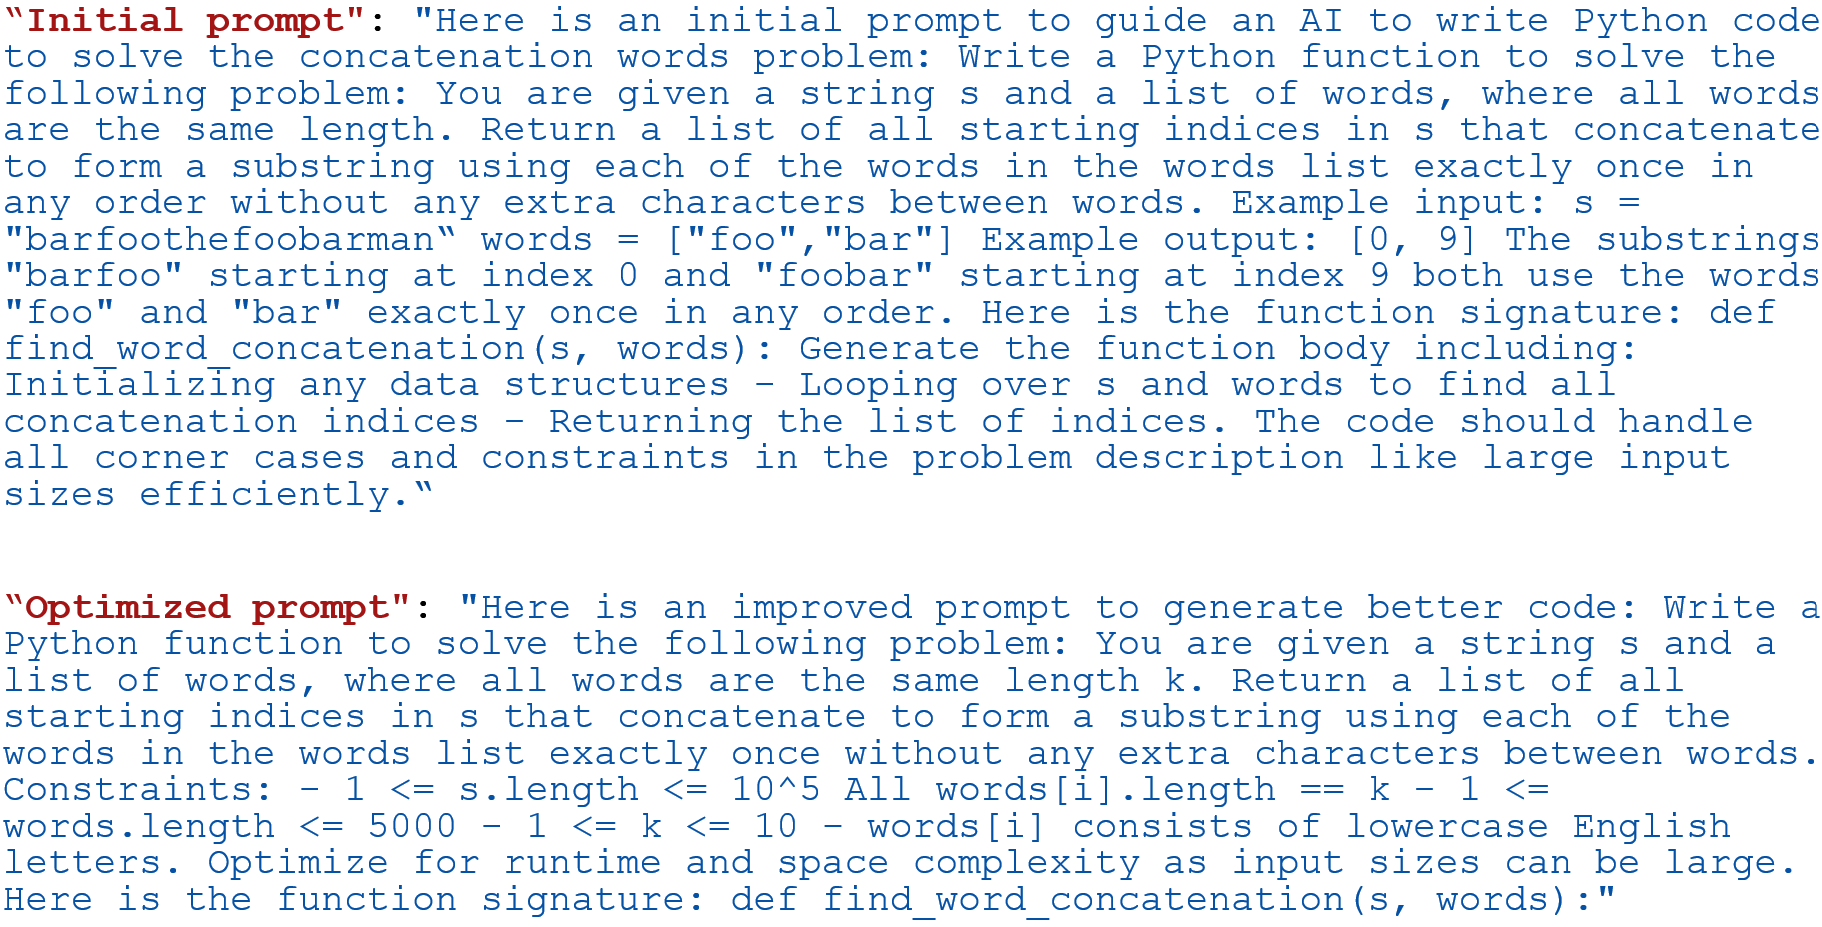 “Initial prompt": "Here is an initial prompt to guide an AI to write Python code
to solve the concatenation words problem: Write a Python function to solve the
following problem: You are given a string s and a list of words, where all words
are the same length. Return a list of all starting indices in s that concatenate
to form a substring using each of the words in the words list exactly once in
any order without any extra characters between words. Example input: s =
"barfoothefoobarman“ words = ["foo","bar"] Example output: [0, 9] The substrings
"barfoo" starting at index 0 and "foobar" starting at index 9 both use the words
"foo" and "bar" exactly once in any order. Here is the function signature: def
find_word_concatenation(s, words): Generate the function body including:
Initializing any data structures - Looping over s and words to find all
concatenation indices - Returning the list of indices. The code should handle
all corner cases and constraints in the problem description like large input
sizes efficiently.“
“Optimized prompt": "Here is an improved prompt to generate better code: Write a
Python function to solve the following problem: You are given a string s and a
list of words, where all words are the same length k. Return a list of all
starting indices in s that concatenate to form a substring using each of the
words in the words list exactly once without any extra characters between words.
Constraints: - 1 <= s.length <= 10^5 All words[i].length == k - 1 <=
words.length <= 5000 - 1 <= k <= 10 - words[i] consists of lowercase English
letters. Optimize for runtime and space complexity as input sizes can be large.
Here is the function signature: def find_word_concatenation(s, words):"